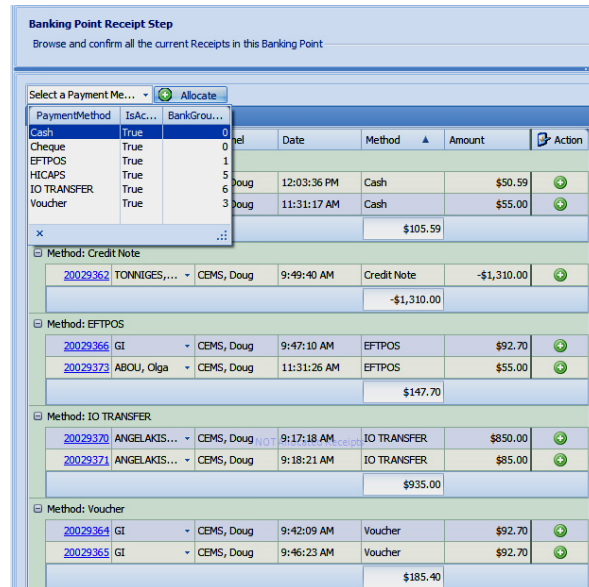 Banking Point Receipt Step
Browse and confirm all the current Receipts in this Banking Point
Select a Payment Me... Allocate
PaymentMethod IsAc... BankGrou...
Cash True 0
Cheque True 0
EFTPOS True 1
HICAPS True 5
IO TRANSFER True 6
Voucher True 3
×
nel Date Method Amount Action
Doug 12:03:36 PM Cash $50.59
Doug 11:31:17 AM Cash $55.00
$105.59
Method: Credit Note
20029362 TONNIGES,... CEMS, Doug 9:49:40 AM Credit Note -$1,310.00
-$1,310.00
Method: EFTPOS
20029366 GI CEMS, Doug 9:47:10 AM EFTPOS $92.70
20029373 ABOU, Olga CEMS, Doug 11:31:26 AM EFTPOS $55.00
$147.70
Method: IO TRANSFER
20029370 ANGELAKIS... CEMS, Doug 9:17:18 AM IO TRANSFER $850.00
20029371 ANGELAKIS... CEMS, Doug 9:18:21 AM IO TRANSFER $85.00
$935.00
Method: Voucher
20029364 GI CEMS, Doug 9:42:09 AM Voucher $92.70
20029365 GI CEMS, Doug 9:46:23 AM Voucher $92.70
$185.40